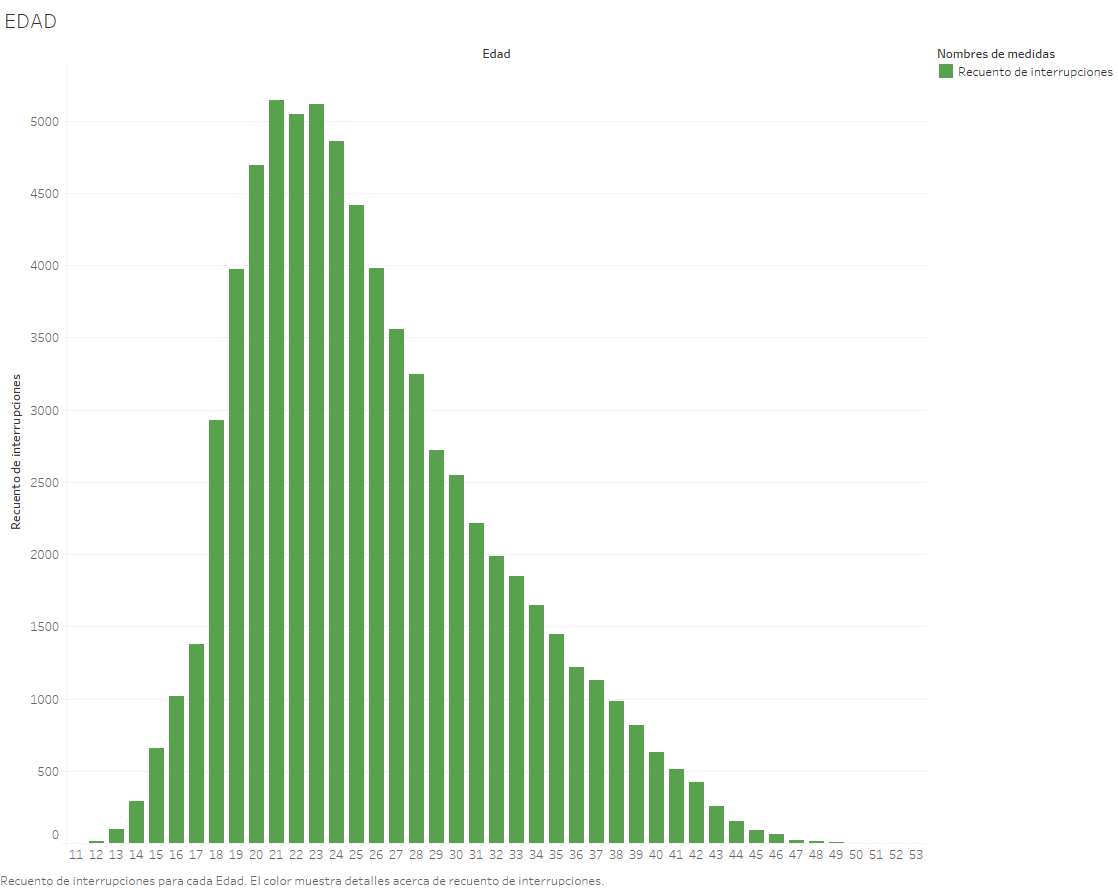 EDAD
Edad
Nombres de medidas
Recuento de interrupciones
Recuento de interrupciones
5000
4500
4000
3500
3000
2500
2000
1500
1000
500
0
11 12 13 14 15 16 17 18 19 20 21 22 23 24 25 26 27 28 29 30 31 32 33 34 35 36 37 38 39 40 41 42 43 44 45 46 47 48 49 50 51 52 53
Recuento de interrupciones para cada Edad. El color muestra detalles acerca de recuento de interrupciones.